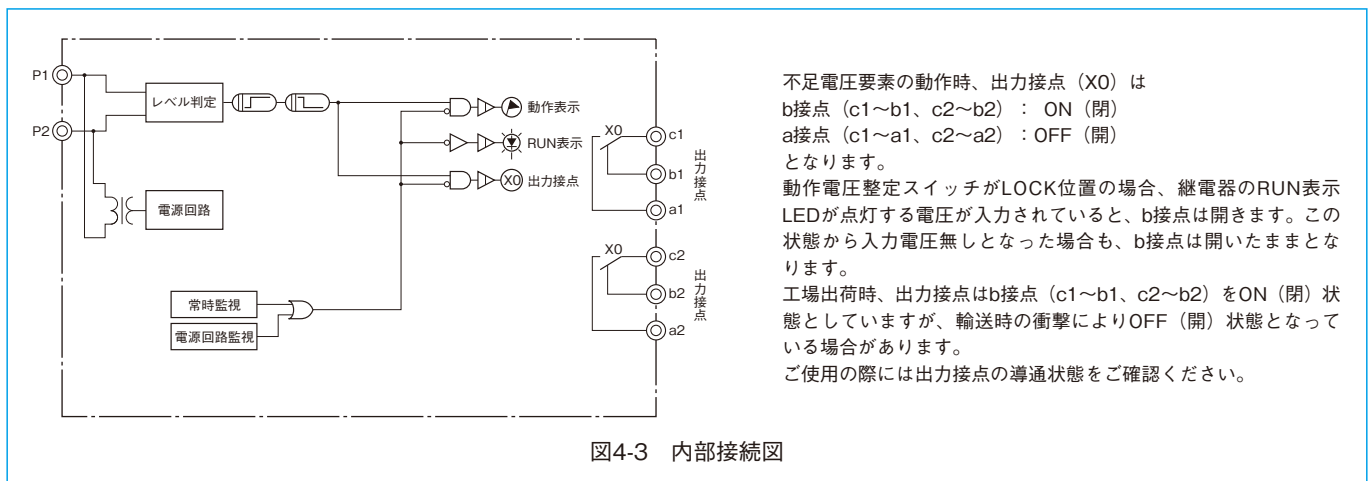 P1
P2
レベル判定
電源回路
常時監視
電源回路監視
動作表示
RUN表示
X0
出力接点
X0
c1
b1
a1
出力接点
X0
c2
b2
a2
出力接点
不足電圧要素の動作時、出力接点（X0）は
b接点（c1〜b1、c2〜b2）： ON（閉）
a接点（c1〜a1、c2〜a2）：OFF（開）
となります。
動作電圧整定スイッチがLOCK位置の場合、継電器のRUN表示
LEDが点灯する電圧が入力されていると、b接点は開きます。この
状態から入力電圧無しとなった場合も、b接点は開いたままとな
ります。
工場出荷時、出力接点はb接点（c1〜b1、c2〜b2）をON（閉）状
態としていますが、輸送時の衝撃によりOFF（開）状態となって
いる場合があります。
ご使用の際には出力接点の導通状態をご確認ください。
図4-3　内部接続図